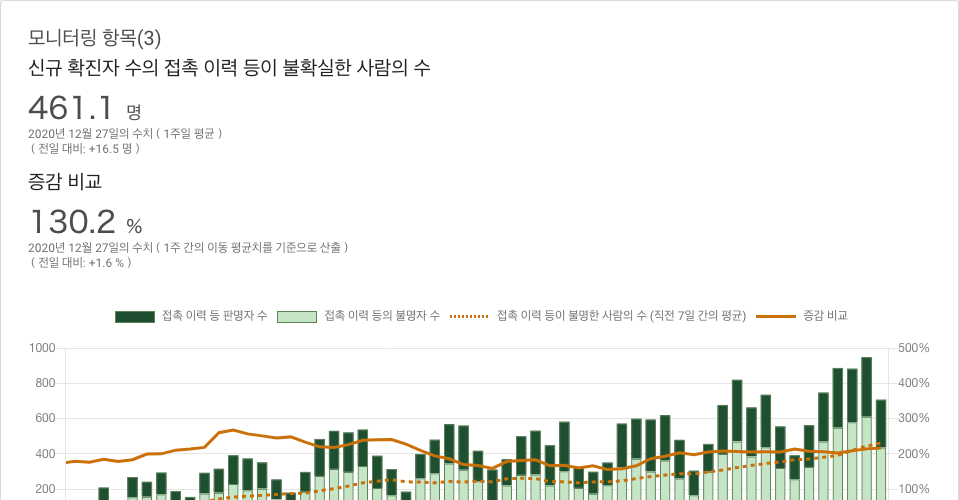 모니터링 항목(3)
신규 확진자 수의 접촉 이력 등이 불확실한 사람의 수
461.1 명
2020년 12월 27일의 수치 ( 1주일 평균 )
( 전일 대비: +16.5 명 )
증감 비교
130.2 %
2020년 12월 27일의 수치 ( 1주 간의 이동 평균치를 기준으로 산출 )
( 전일 대비: +1.6 % )
접촉 이력 등 판명자 수 접촉 이력 등의 불명자 수 접촉 이력 등이 불명한 사람의 수 (직전 7일 간의 평균) 증감 비교
1000 500%
800 400%
600 300%
400 200%
200 100%